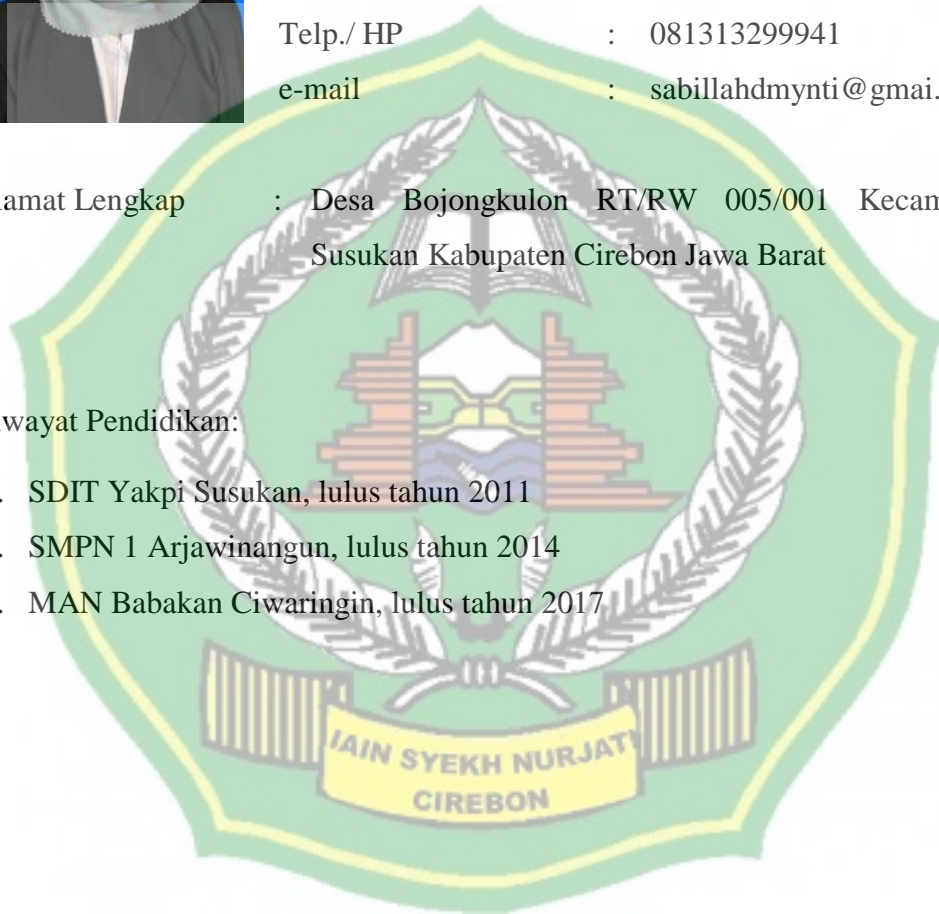 Telp./ HP : 081313299941
e-mail : sabillahdmynti@gmai.
lamat Lengkap : Desa Bojongkulon RT/RW 005/001 Kecam
Susukan Kabupaten Cirebon Jawa Barat
wayat Pendidikan:
. SDIT Yakpi Susukan, lulus tahun 2011
. SMPN 1 Arjawinangun, lulus tahun 2014
. MAN Babakan Ciwaringin, lulus tahun 2017
IAIN SYEKH NURJATI
CIREBON